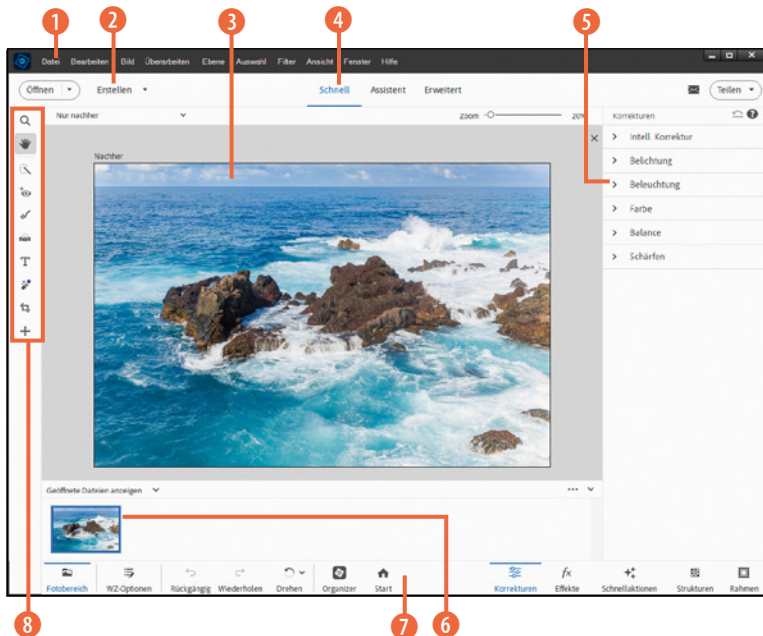 1 2 3 4 5
Datei Bearbeiten Bild Überarbeiten Ebene Auswahl Filter Ansicht Fenster Hilfe
Öffnen Erstellen Schnell Assistent Erweitert Teilen
Nur nachher Zoom 20% Korrekturen
Intell. Korrektur
Nachher
Belichtung
Beleuchtung
Farbe
Balance
Schärfen
T
Geöffnete Dateien anzeigen
fx
Fotobereich WZ-Optionen Rückgängig Wiederholen Drehen Organizer Start Korrekturen Effekte Schnellaktionen Strukturen Rahmen
8 7 6